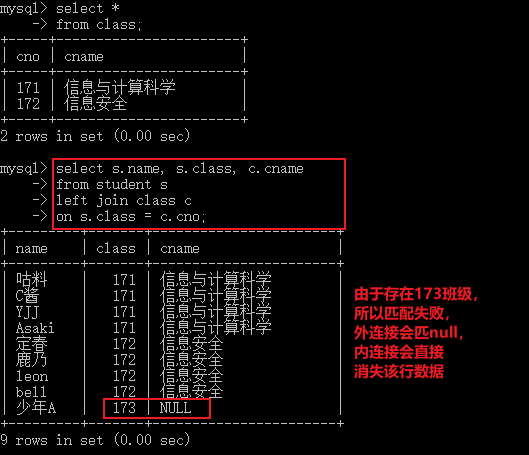 mysql> select *
    -> from class;
+-----+----------------------+
| cno | cname                |
+-----+----------------------+
| 171 | 信息与计算科学
| 172 | 信息安全             |
+-----+----------------------+
2 rows in set (0.00 sec)
mysql> select s.name, s.class, c.cname
    -> from student s
    -> left join class c
    -> on s.class = c.cno;
| name | class | cname |
| 咕料 | 171 | 信息与计算科学
| C酱 | 171 | 信息与计算科学
| YJJ | 171 | 信息与计算科学
| Asaki | 171 | 信息与计算科学
| 定春 | 172 | 信息安全
| 鹿乃 | 172 | 信息安全
| leon | 172 | 信息安全
| bell | 172 | 信息安全
| 少年A | 173 | NULL |
9 rows in set (0.00 sec)
由于存在173班级，
所以匹配失败，
外连接会匹null，
内连接会直接
消失该行数据